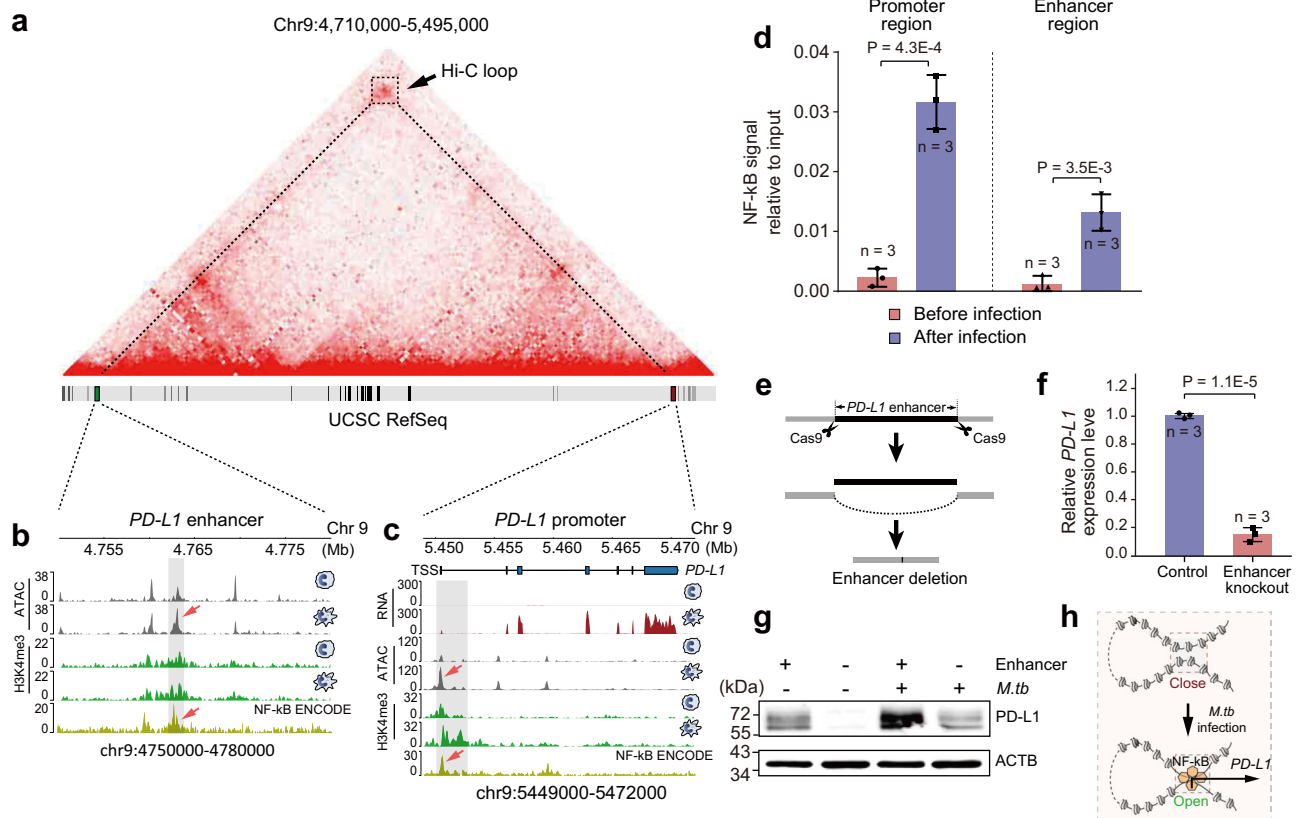 a
Chr9:4,710,000-5,495,000
Hi-C loop
UCSC RefSeq
b
PD-L1 enhancer
Chr 9
4.755
4.765
4.775
(Mb)
ATAC
38
0
38
0
H3K4me3
22
0
22
0
NF-kB ENCODE
20
0
chr9:4750000-4780000
c
PD-L1 promoter
Chr 9
5.450
5.455
5.460
5.465
5.470
(Mb)
TSS
PD-L1
RNA
300
0
300
0
ATAC
120
0
120
0
H3K4me3
32
0
32
0
NF-kB ENCODE
30
0
chr9:5449000-5472000
d
Promoter
region
Enhancer
region
NF-kB signal
relative to input
0.04
0.03
0.02
0.01
0.00
P = 4.3E-4
n = 3
n = 3
P = 3.5E-3
n = 3
n = 3
Before infection
After infection
e
PD-L1 enhancer
Cas9
Cas9
Enhancer deletion
f
Relative PD-L1
expression level
1.2
1.0
0.8
0.6
0.4
0.2
0
P = 1.1E-5
n = 3
n = 3
Control
Enhancer
knockout
g
+ - + - Enhancer
- - + + M.tb
(kDa)
72
55
PD-L1
43
34
ACTB
h
Close
M.tb
infection
NF-kB
PD-L1
Open